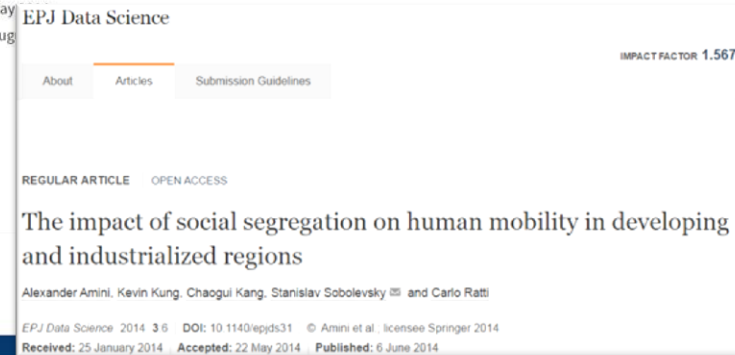 ay
EPJ Data Science
ug
IMPACT FACTOR 1.567
About Articles Submission Guidelines
REGULAR ARTICLE OPEN ACCESS
The impact of social segregation on human mobility in developing
and industrialized regions
Alexander Amini, Kevin Kung, Chaogui Kang, Stanislav Sobolevsky and Carlo Ratti
EPJ Data Science 2014 3 6 DOI: 10.1140/epjds31 © Amini et al., licensee Springer 2014
Received: 25 January 2014 Accepted: 22 May 2014 Published: 6 June 2014